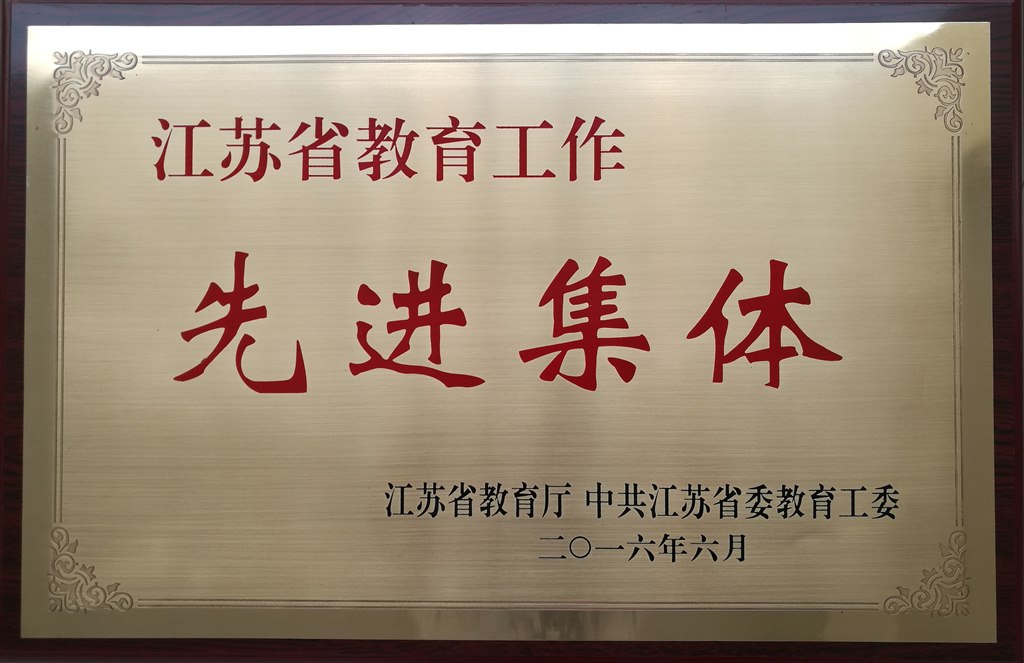 江苏省教育工作
先进集体
江苏省教育厅 中共江苏省委教育工委
二〇一六年六月